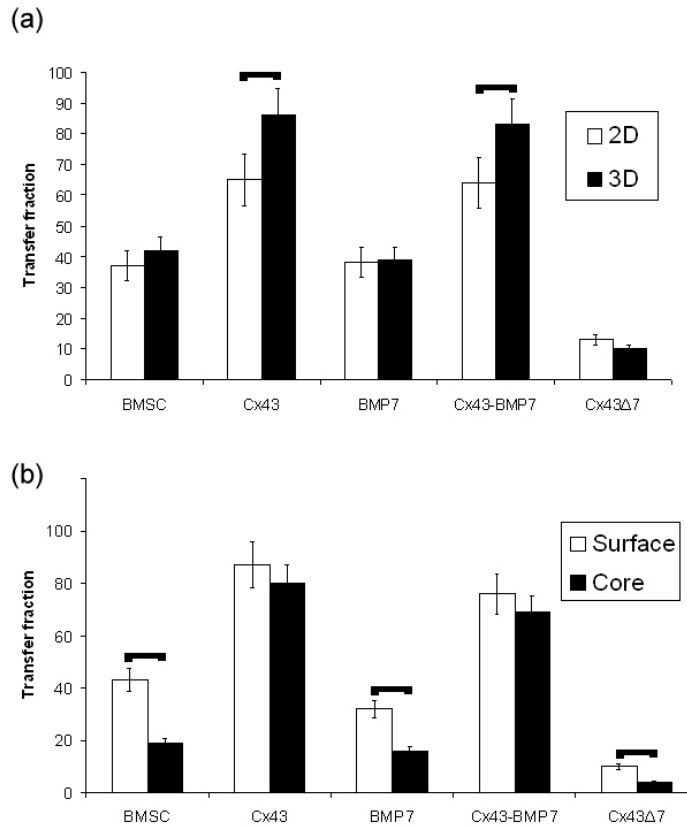 (a)
100
90
80
70
60
50
40
30
20
10
0
Transfer fraction
2D
3D
BMSC Cx43 BMP7 Cx43-BMP7 Cx43Δ7
(b)
100
80
60
40
20
0
Transfer fraction
Surface
Core
BMSC Cx43 BMP7 Cx43-BMP7 Cx43Δ7